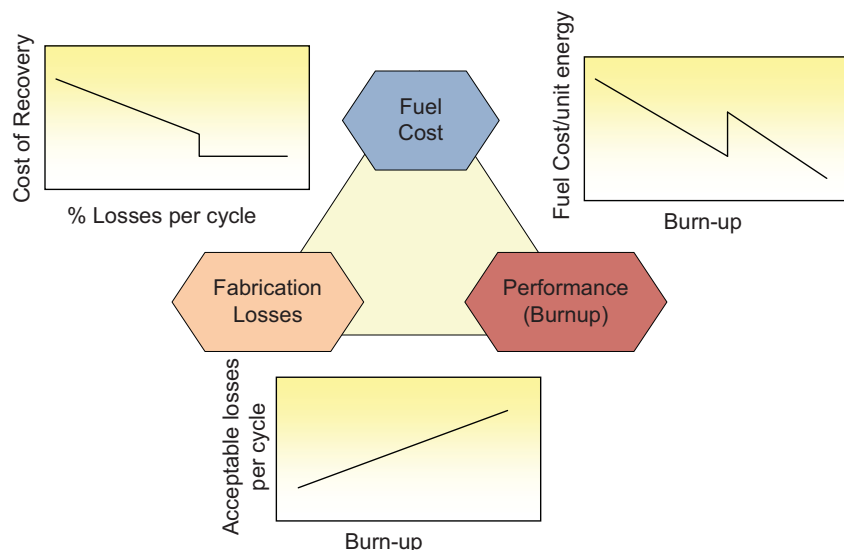 Cost of Recovery
% Losses per cycle
Fuel
Cost
Fuel Cost/unit energy
Burn-up
Fabrication
Losses
Performance
(Burnup)
Acceptable losses
per cycle
Burn-up